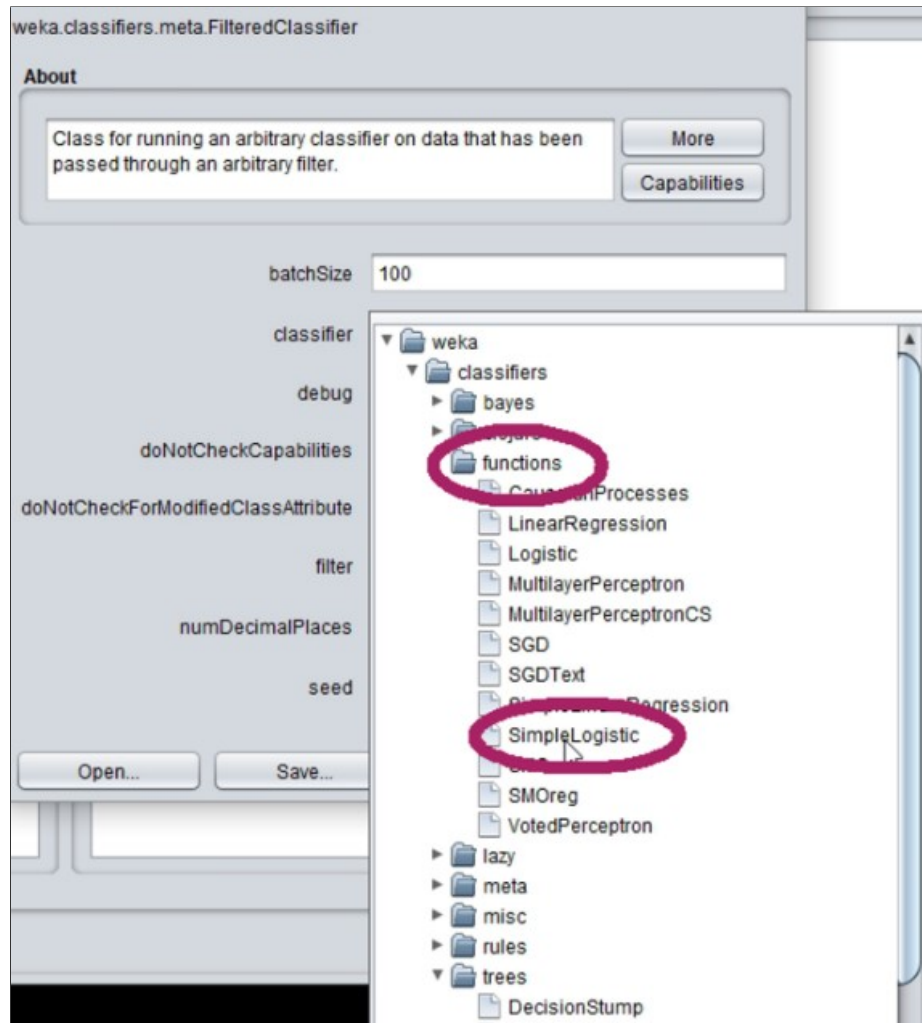 weka.classifiers.meta.FilteredClassifier
About
Class for running an arbitrary classifier on data that has been
passed through an arbitrary filter.
More
Capabilities
batchSize
100
classifier
debug
doNotCheckCapabilities
doNotCheckForModifiedClassAttribute
filter
numDecimalPlaces
seed
Open...
Save...
weka
classifiers
bayes
functions
LinearRegression
Logistic
MultilayerPerceptron
MultilayerPerceptronCS
SGD
SGDText
SimpleLogistic
SMOreg
VotedPerceptron
lazy
meta
misc
rules
trees
DecisionStump